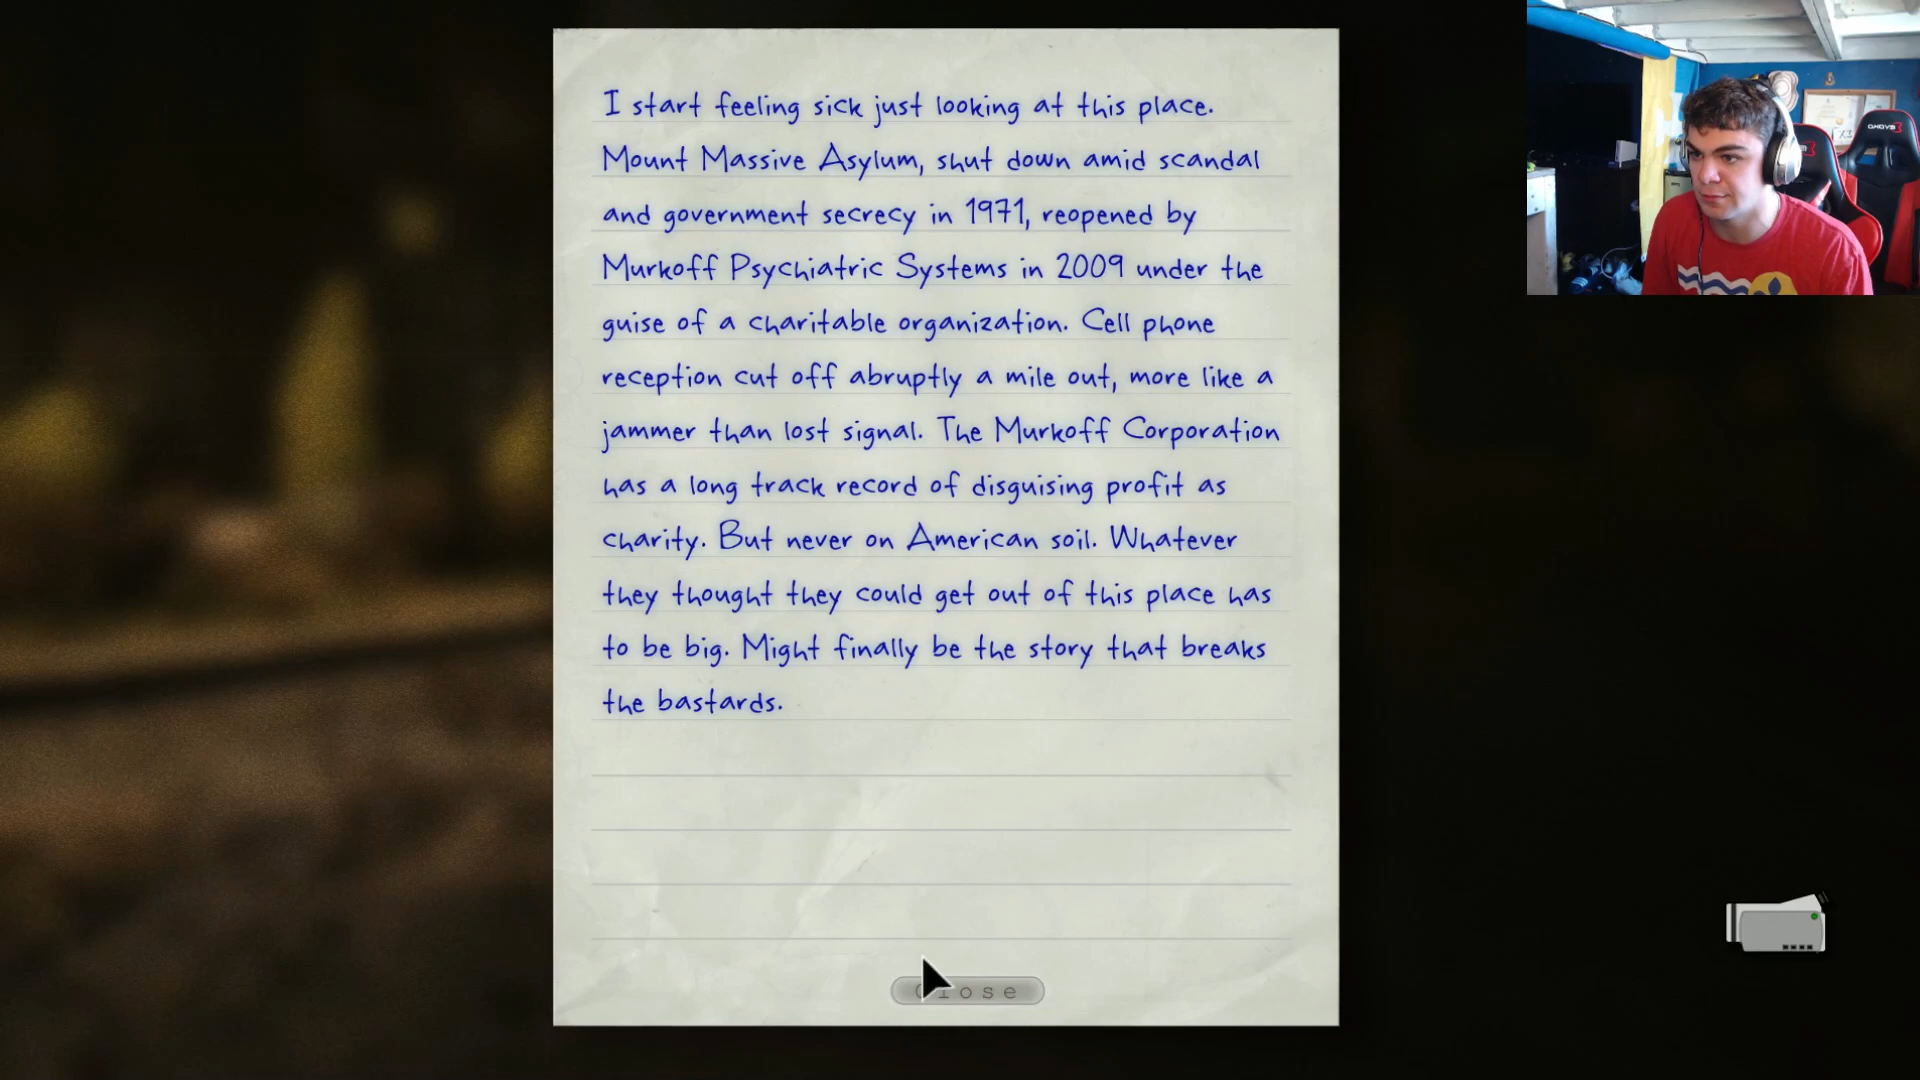 I start feeling sick just looking at this place.
Mount Massive Asylum, shut down amid scandal
and government secrecy in 1971, reopened by
Murkoff Psychiatric Systems in 2009 under the
guise of a charitable organization. Cell phone
reception cut off abruptly a mile out, more like a
jammer than lost signal. The Murkoff Corporation
has a long track record of disguising profit as
charity. But never on American soil. Whatever
they thought they could get out of this place has
to be big. Might finally be the story that breaks
the bastards.
Close